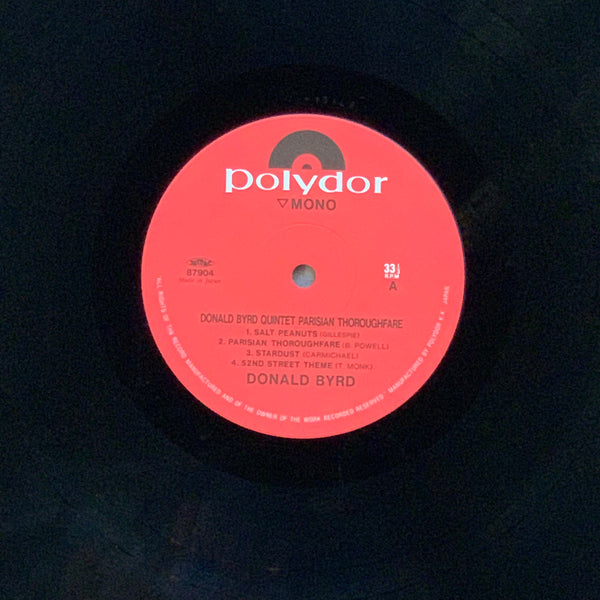 polydor
▽MONO
87904
Made in Japan
33⅓
R.P.M.
A
DONALD BYRD QUINTET PARISIAN THOROUGHFARE
1. SALT PEANUTS (GILLESPIE)
2. PARISIAN THOROUGHFARE (B. POWELL)
3. STARDUST (CARMICHAEL)
4. 52ND STREET THEME (T. MONK)
DONALD BYRD
ALL RIGHTS OF THE RECORD MANUFACTURER AND OF THE OWNER OF THE WORK RECORDED RESERVED · MANUFACTURED BY POLYDOR K.K. JAPAN